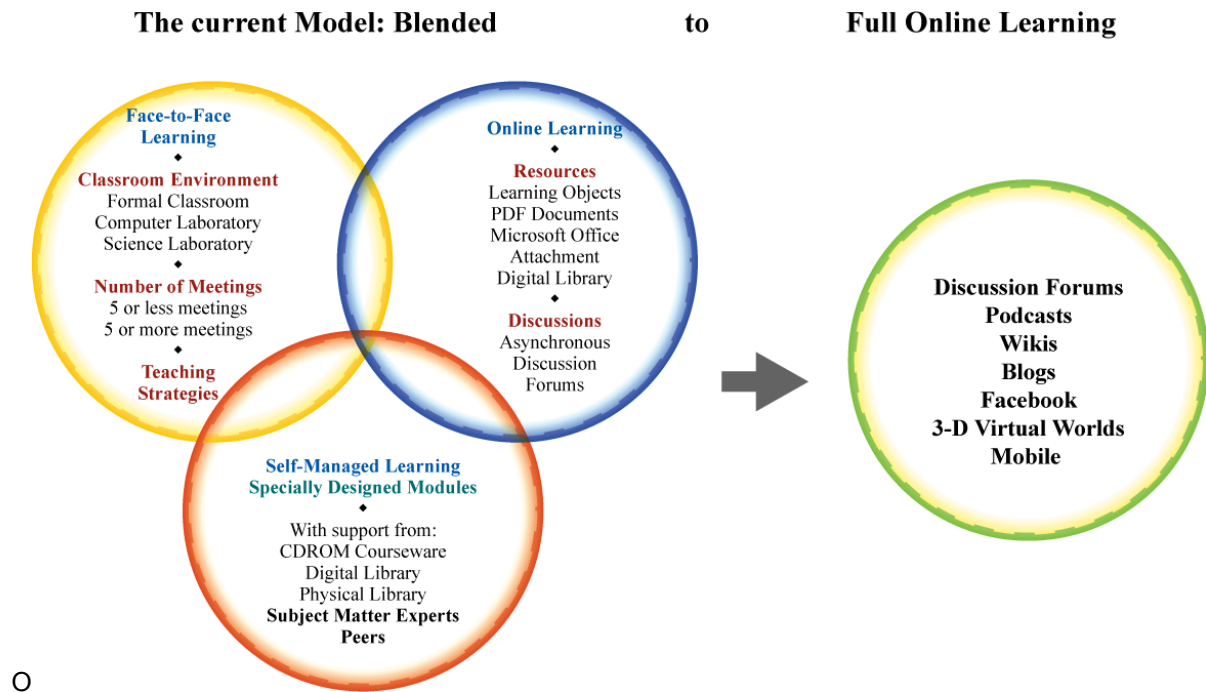 The current Model: Blended to Full Online Learning
Face-to-Face
Learning
Classroom Environment
Formal Classroom
Computer Laboratory
Science Laboratory
Number of Meetings
5 or less meetings
5 or more meetings
Teaching
Strategies
Online Learning
Resources
Learning Objects
PDF Documents
Microsoft Office
Attachment
Digital Library
Discussions
Asynchronous
Discussion
Forums
Self-Managed Learning
Specially Designed Modules
With support from:
CDROM Courseware
Digital Library
Physical Library
Subject Matter Experts
Peers
Discussion Forums
Podcasts
Wikis
Blogs
Facebook
3-D Virtual Worlds
Mobile
O